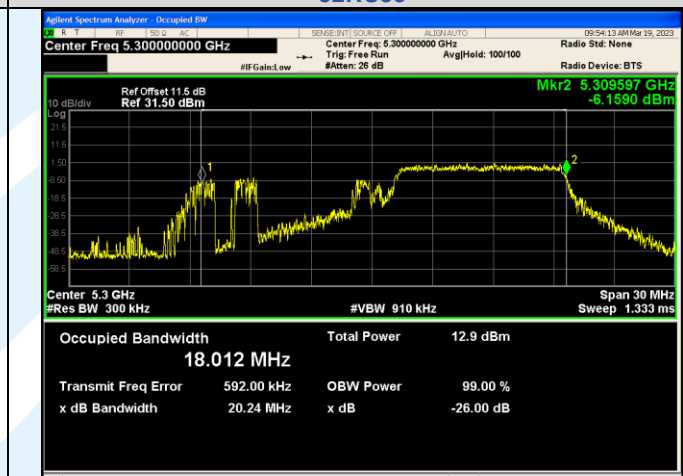 Agilent Spectrum Analyzer - Occupied BW
R T RF 50 Ω AC SENSE:INT SOURCE OFF ALIGNAUTO 09:54:13 AM Mar 19, 2023
Center Freq 5.300000000 GHz Center Freq: 5.300000000 GHz Radio Std: None
Trig: Free Run Avg|Hold: 100/100
#IFGain:Low #Atten: 26 dB Radio Device: BTS
Ref Offset 11.5 dB Mkr2 5.309597 GHz
10 dB/div Ref 31.50 dBm -6.1590 dBm
Log
21.5
11.5
1.50
-8.50
-18.5
-28.5
-38.5
-48.5
-58.5
1
2
Center 5.3 GHz Span 30 MHz
#Res BW 300 kHz #VBW 910 kHz Sweep 1.333 ms
Occupied Bandwidth Total Power 12.9 dBm
18.012 MHz
Transmit Freq Error 592.00 kHz OBW Power 99.00 %
x dB Bandwidth 20.24 MHz x dB -26.00 dB